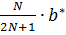 N/(2N+1) · b*